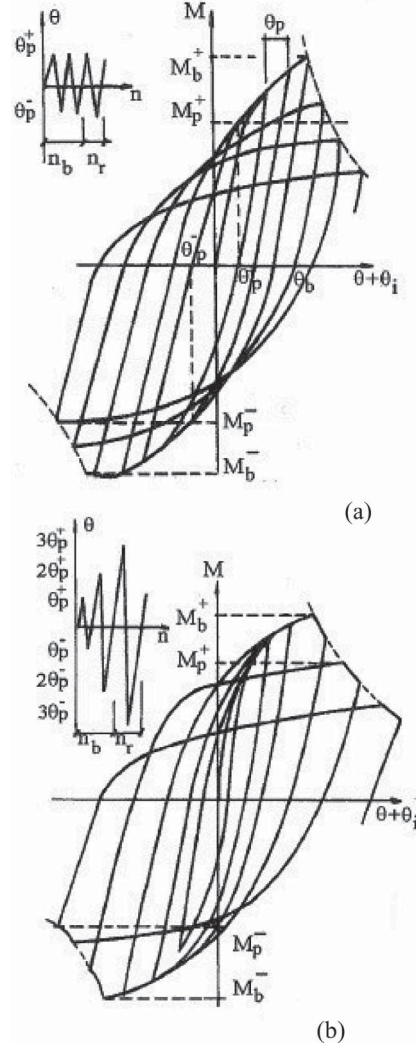 θ
θp+
θp-
n
nb
nr
M
θp
Mb+
Mp+
θ-p
θp
θb
θ+θi
Mp-
Mb-
(a)
θ
3θp+
2θp+
θp+
n
θp-
2θp-
3θp-
nb
nr
M
Mb+
Mp+
θ+θi
Mp-
Mb-
(b)